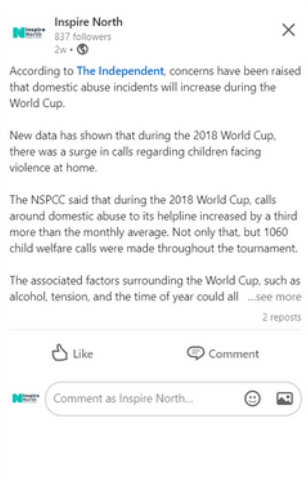 Inspire North
Inspire
North
837 followers
2w •
According to The Independent, concerns have been raised
that domestic abuse incidents will increase during the
World Cup.
New data has shown that during the 2018 World Cup,
there was a surge in calls regarding children facing
violence at home.
The NSPCC said that during the 2018 World Cup, calls
around domestic abuse to its helpline increased by a third
more than the monthly average. Not only that, but 1060
child welfare calls were made throughout the tournament.
The associated factors surrounding the World Cup, such as
alcohol, tension, and the time of year could all ...see more
2 reposts
Like Comment
Inspire
North
Comment as Inspire North...